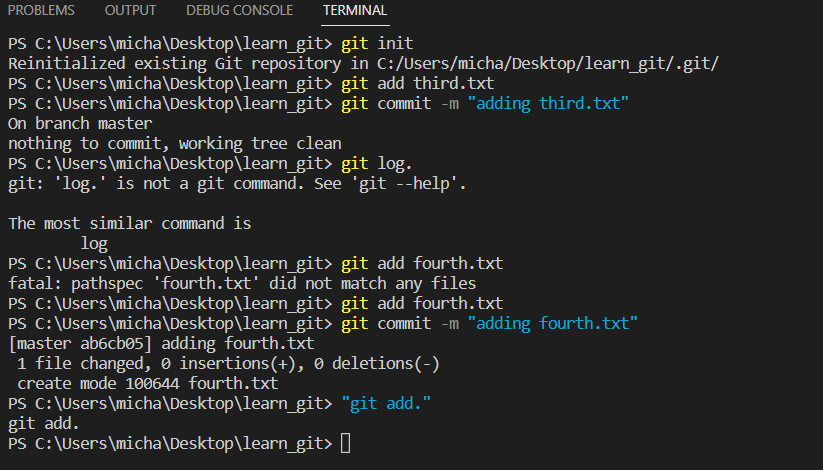 PROBLEMS OUTPUT DEBUG CONSOLE TERMINAL
PS C:\Users\micha\Desktop\learn_git> git init
Reinitialized existing Git repository in C:/Users/micha/Desktop/learn_git/.git/
PS C:\Users\micha\Desktop\learn_git> git add third.txt
PS C:\Users\micha\Desktop\learn_git> git commit -m "adding third.txt"
On branch master
nothing to commit, working tree clean
PS C:\Users\micha\Desktop\learn_git> git log.
git: 'log.' is not a git command. See 'git --help'.

The most similar command is
        log
PS C:\Users\micha\Desktop\learn_git> git add fourth.txt
fatal: pathspec 'fourth.txt' did not match any files
PS C:\Users\micha\Desktop\learn_git> git add fourth.txt
PS C:\Users\micha\Desktop\learn_git> git commit -m "adding fourth.txt"
[master ab6cb05] adding fourth.txt
 1 file changed, 0 insertions(+), 0 deletions(-)
 create mode 100644 fourth.txt
PS C:\Users\micha\Desktop\learn_git> "git add."
git add.
PS C:\Users\micha\Desktop\learn_git>